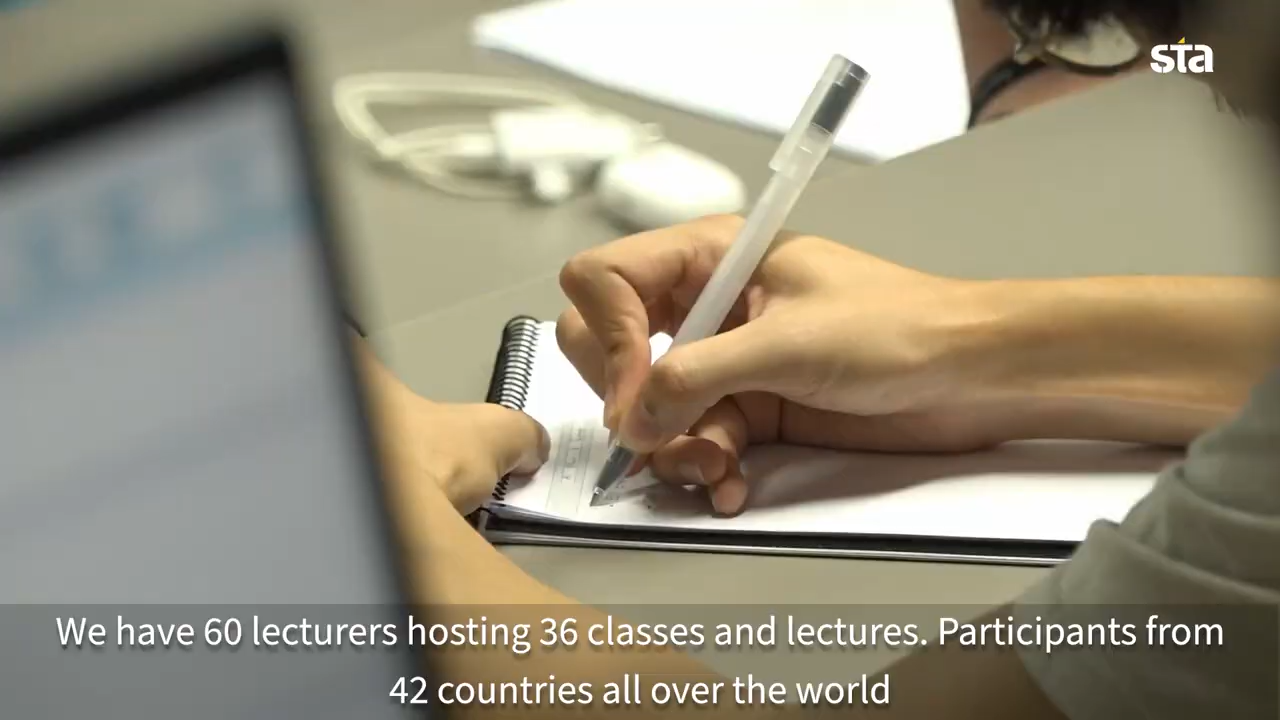 sta
We have 60 lecturers hosting 36 classes and lectures. Participants from
42 countries all over the world